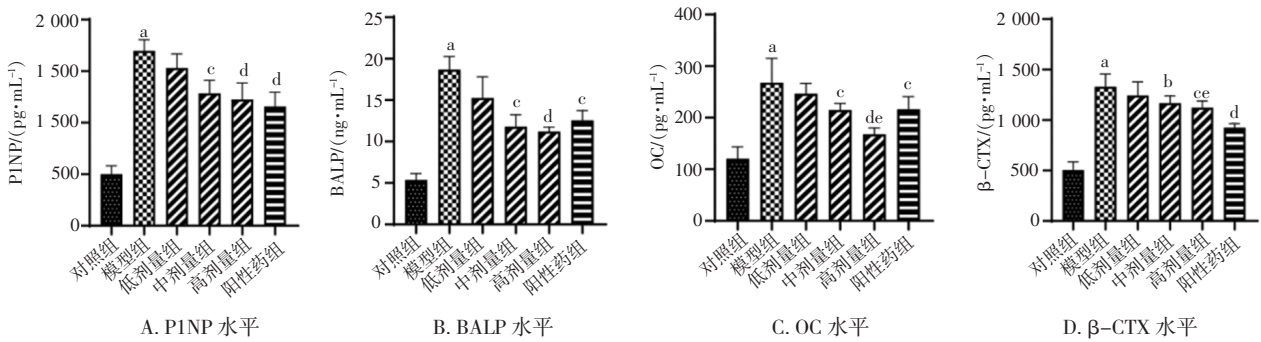 P1NP/(pg•mL⁻¹)
2 000
1 500
1 500
500
0
a
c
d
d
对照组
模型组
低剂量组
中剂量组
高剂量组
阳性药组
A. P1NP 水平
BALP/(ng•mL⁻¹)
25
20
15
10
5
0
a
c
d
c
对照组
模型组
低剂量组
中剂量组
高剂量组
阳性药组
B. BALP 水平
OC/(pg•mL⁻¹)
400
300
200
100
0
a
c
de
c
对照组
模型组
低剂量组
中剂量组
高剂量组
阳性药组
C. OC 水平
β-CTX/(pg•mL⁻¹)
2 000
1 500
1 000
500
0
a
b
ce
d
对照组
模型组
低剂量组
中剂量组
高剂量组
阳性药组
D. β-CTX 水平